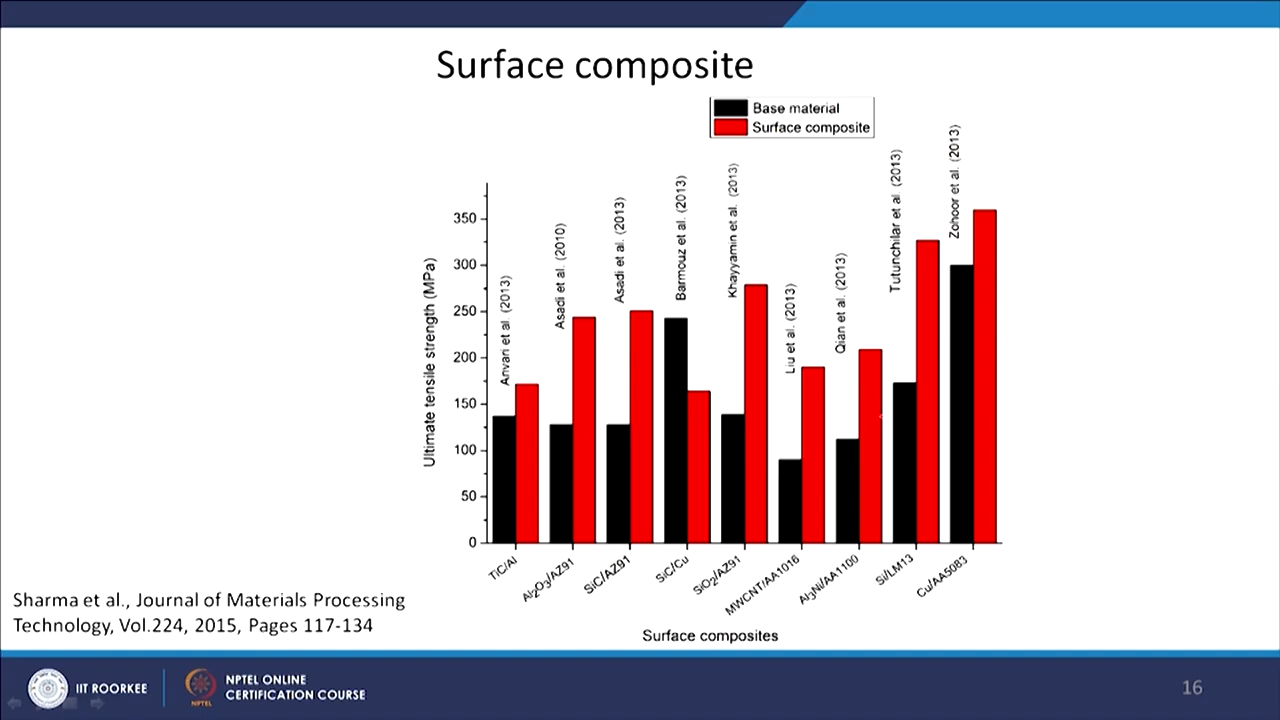 Surface composite
Base material
Surface composite
Anvari et al. (2013)
Asadi et al. (2010)
Asadi et al. (2013)
Barmouz et al. (2013)
Khayyamin et al. (2013)
Liu et al. (2013)
Qian et al. (2013)
Tutunchilar et al. (2013)
Zohoor et al. (2013)
Ultimate tensile strength (MPa)
350
300
250
200
150
100
50
0
TiC/Al
Al₂O₃/AZ91
SiC/AZ91
SiC/Cu
SiO₂/AZ91
MWCNT/AA1016
Al₃Ni/AA1100
Si/LM13
Cu/AA5083
Surface composites
Sharma et al., Journal of Materials Processing
Technology, Vol.224, 2015, Pages 117-134
IIT ROORKEE
NPTEL
NPTEL ONLINE
CERTIFICATION COURSE
16